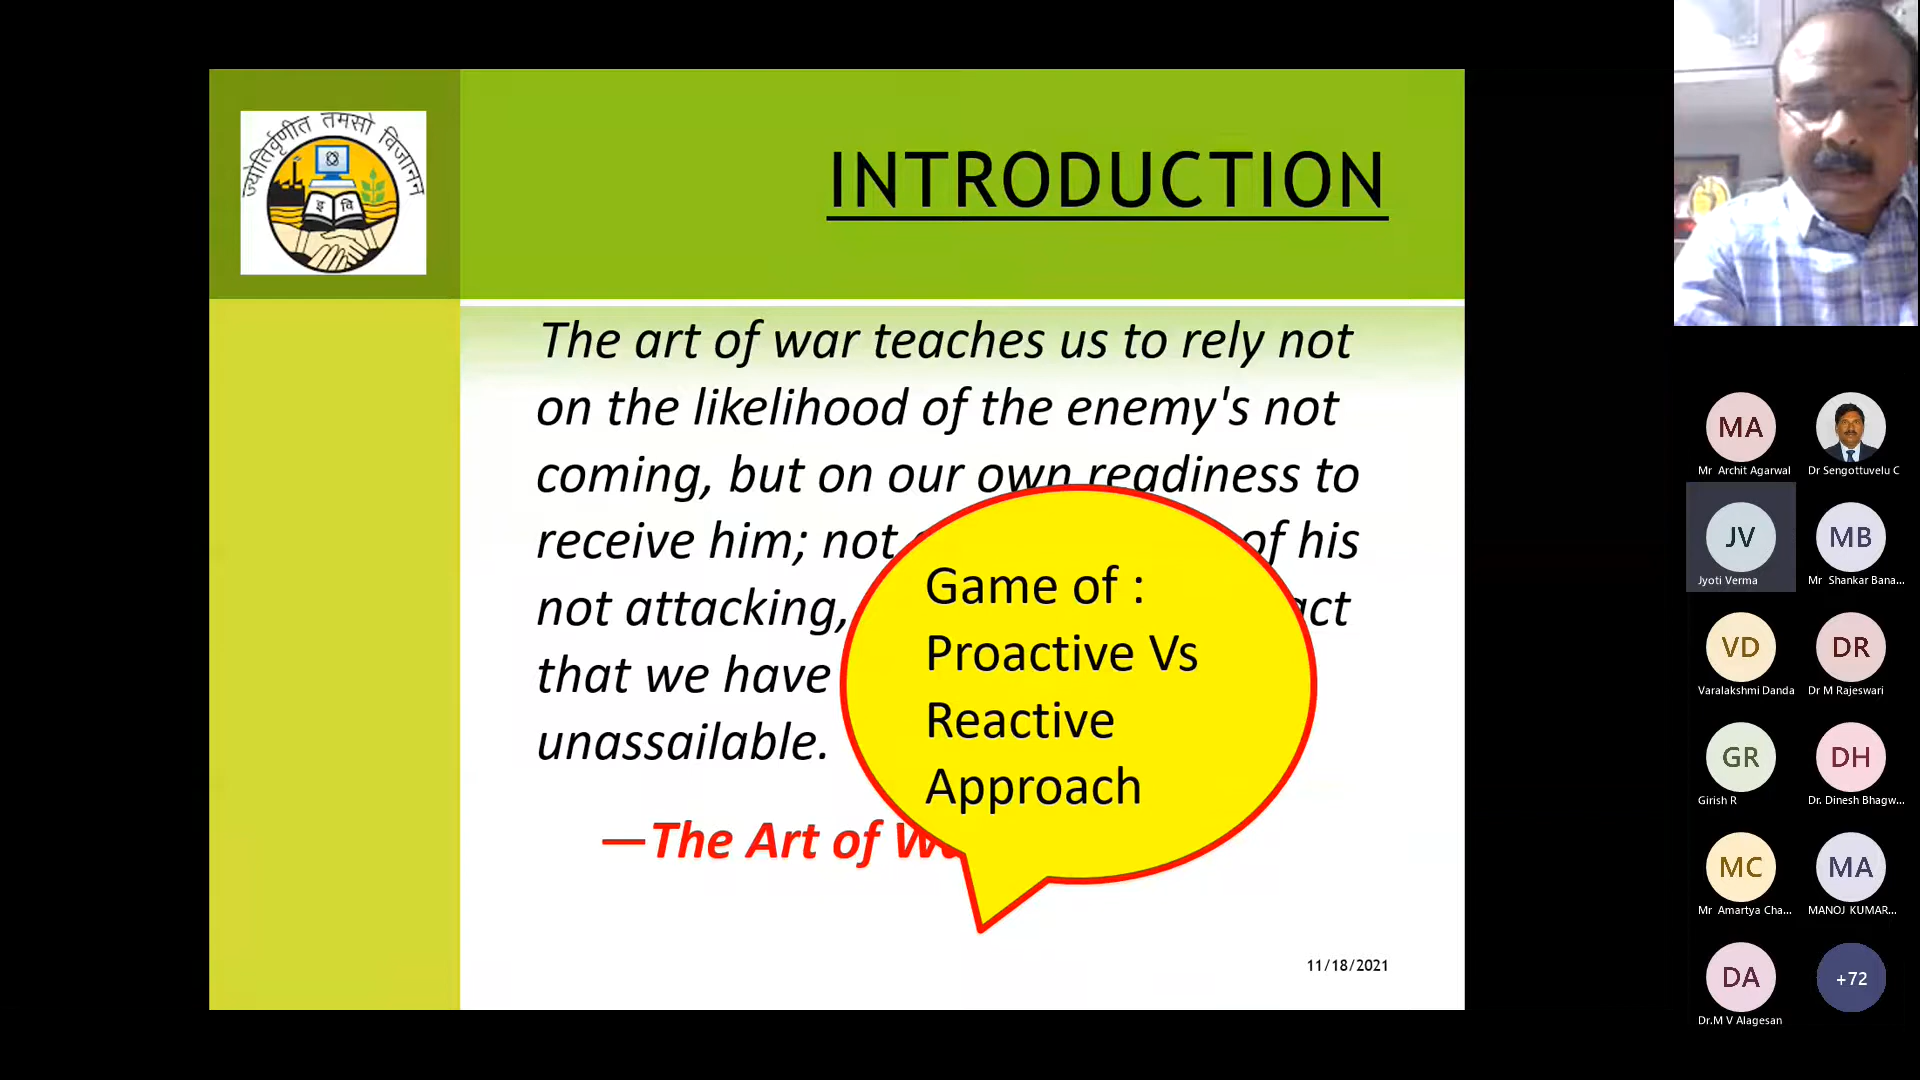 ज्योतिर्वृणीत तमसो विजानन
इ वि
INTRODUCTION
The art of war teaches us to rely not
on the likelihood of the enemy's not
coming, but on our own readiness to
receive him; not of his
not attacking, act
that we have
unassailable.
—The Art of
Game of :
Proactive Vs
Reactive
Approach
11/18/2021
MA
Mr Archit Agarwal
Dr Sengottuvelu C
JV
Jyoti Verma
MB
Mr Shankar Bana...
VD
Varalakshmi Danda
DR
Dr M Rajeswari
GR
Girish R
DH
Dr. Dinesh Bhagw...
MC
Mr Amartya Cha...
MA
MANOJ KUMAR...
DA
Dr.M V Alagesan
+72